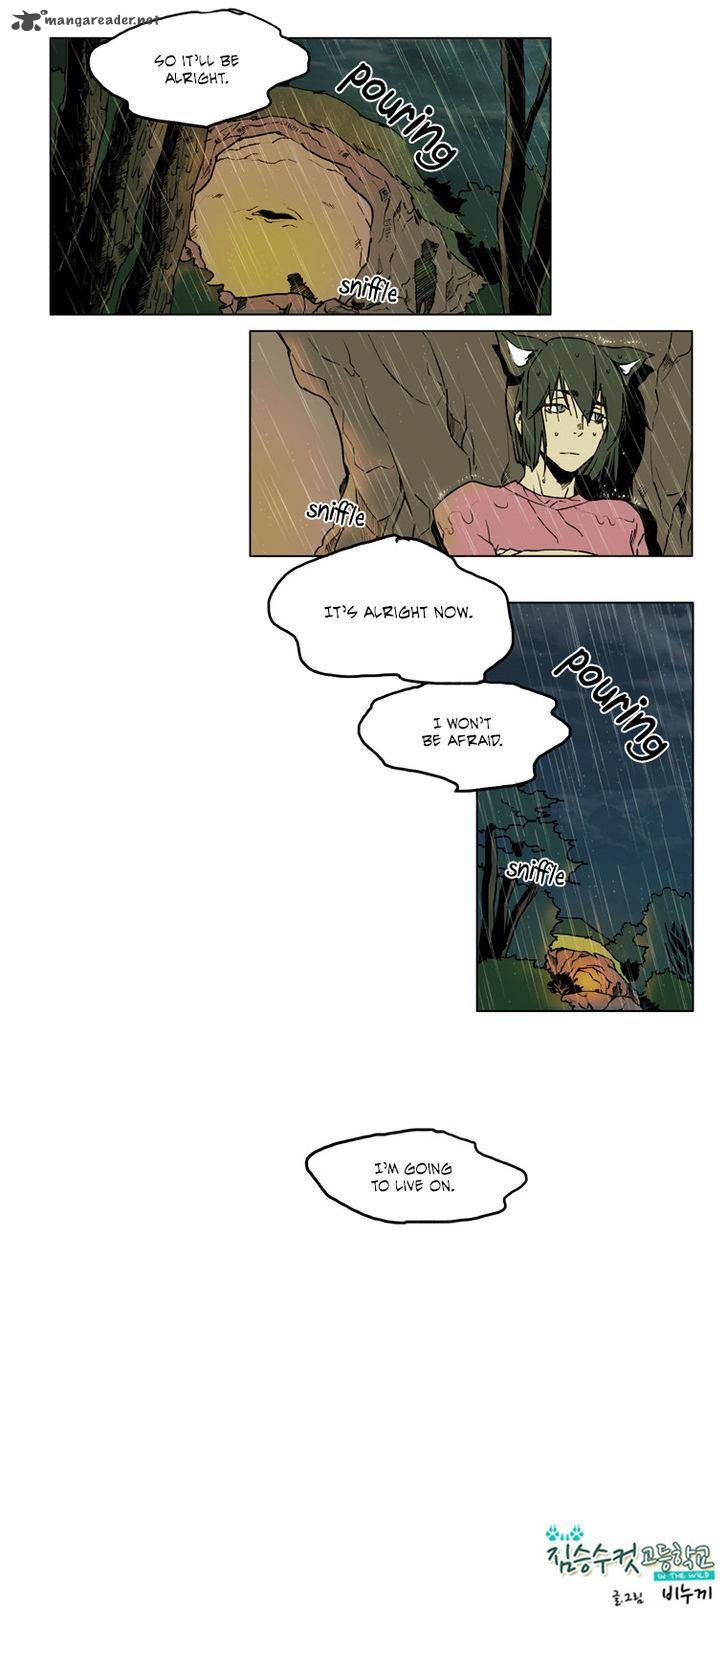 mangareader.net
SO IT'LL BE
ALRIGHT.
pouring
sniffle
sniffle
IT'S ALRIGHT NOW.
I WON'T
BE AFRAID.
pouring
sniffle
I'M GOING
TO LIVE ON.
짐승수컷고등학교
IN THE WILD
글.그림 비누끼